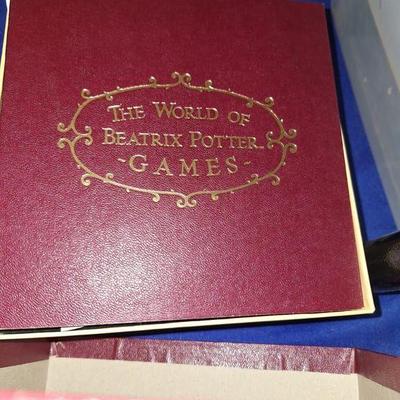 THE WORLD OF
BEATRIX POTTER
-GAMES-